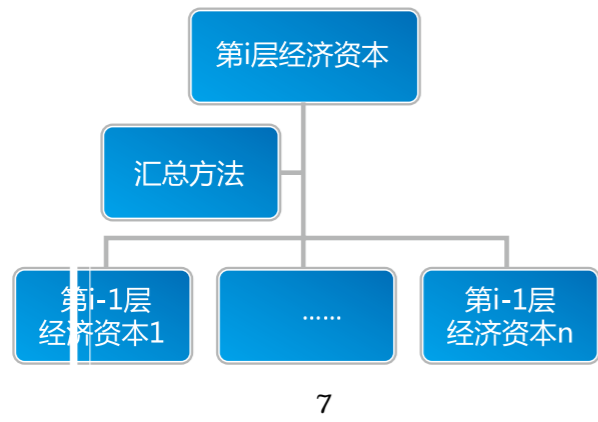 第i层经济资本
汇总方法
第i-1层
经济资本1
……
第i-1层
经济资本n
7